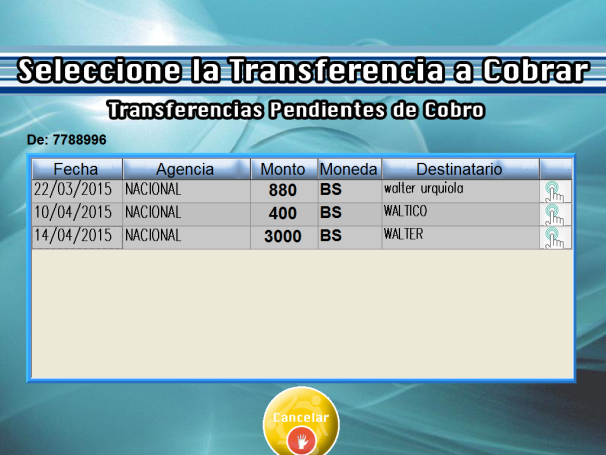 Seleccione la Transferencia a Cobrar
Transferencias Pendientes de Cobro
De: 7788996
Fecha Agencia Monto Moneda Destinatario
22/03/2015 NACIONAL 880 BS walter urquiola
10/04/2015 NACIONAL 400 BS WALTICO
14/04/2015 NACIONAL 3000 BS WALTER
Cancelar